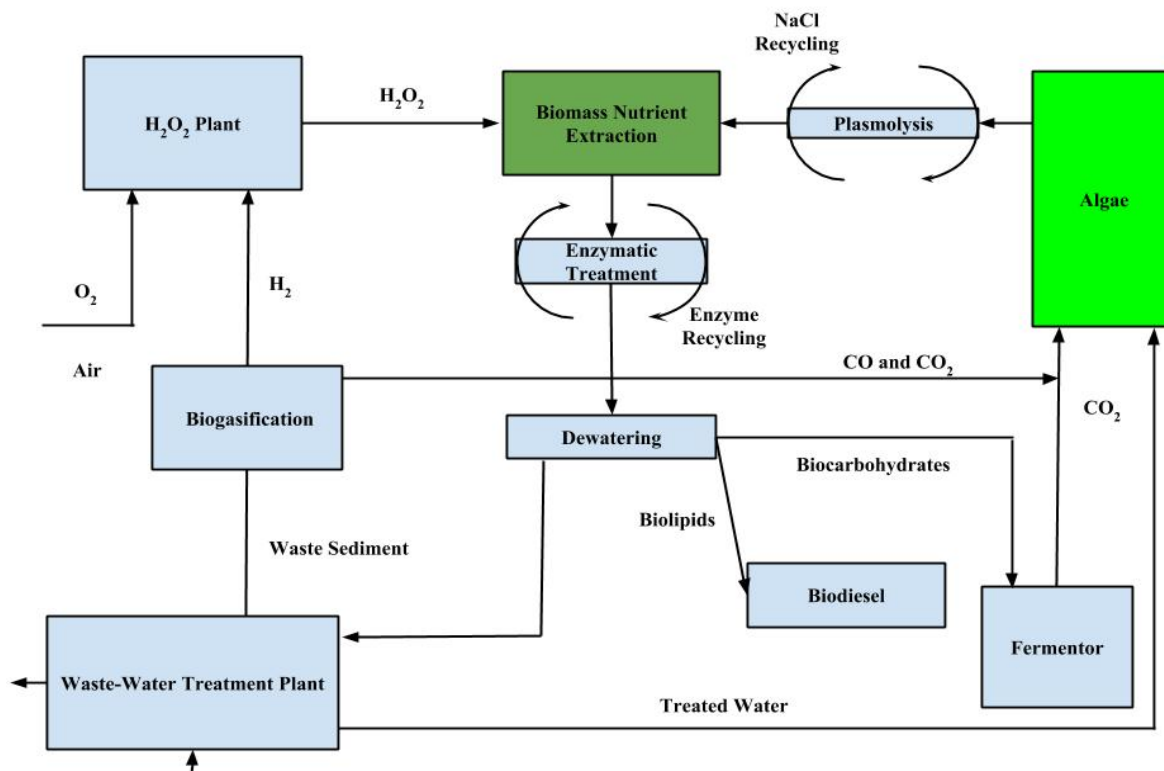 NaCl
Recycling
H₂O₂
H₂O₂ Plant
Biomass Nutrient
Extraction
Plasmolysis
Algae
Enzymatic
Treatment
O₂
H₂
Enzyme
Recycling
Air
CO and CO₂
CO₂
Biogasification
Dewatering
Biocarbohydrates
Biolipids
Waste Sediment
Biodiesel
Fermentor
Waste-Water Treatment Plant
Treated Water